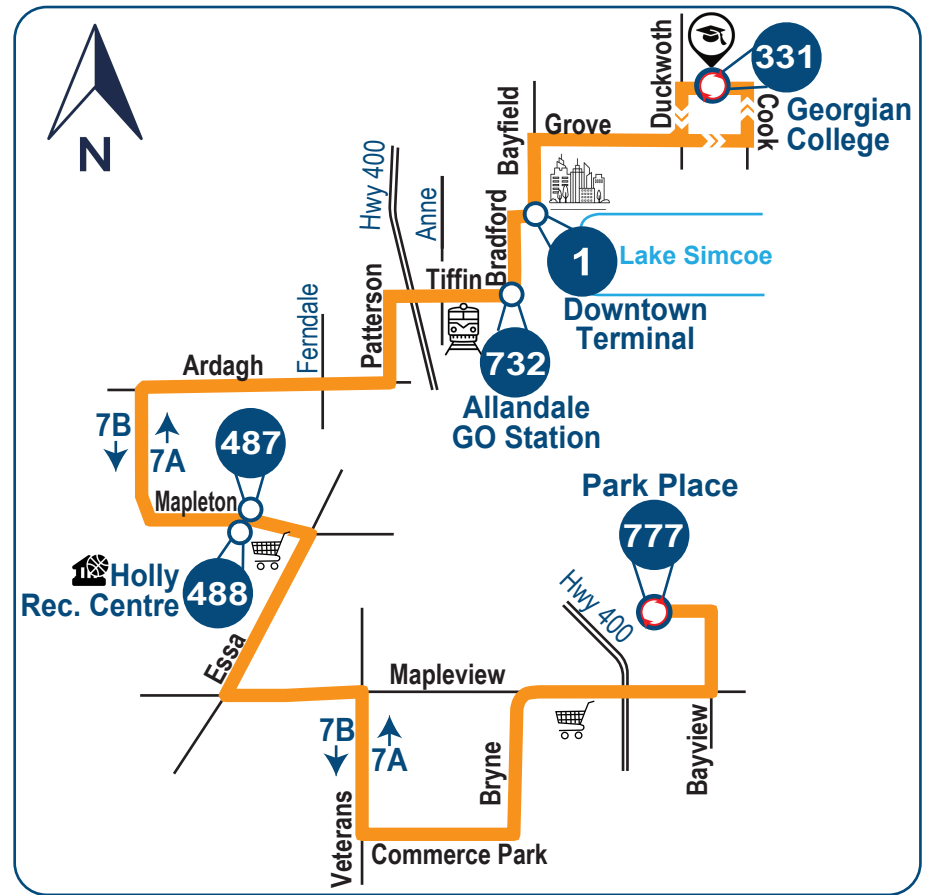 Duckwoth
331
Georgian
College
Cook
Bayfield
Grove
N
Hwy 400
Anne
Bradford
1
Lake Simcoe
Downtown
Terminal
Tiffin
Patterson
Ferndale
732
Allandale
GO Station
Ardagh
7B
7A
487
Mapleton
Park Place
777
Holly
Rec. Centre
488
Hwy 400
Essa
Mapleview
7B
7A
Bryne
Bayview
Veterans
Commerce Park